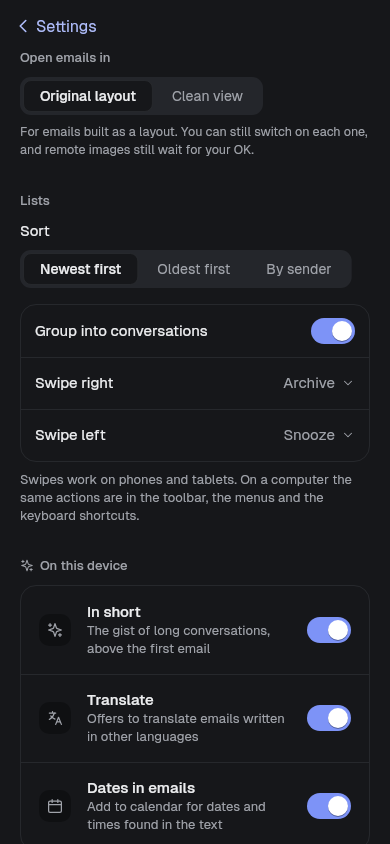 Settings
Open emails in
Original layout
Clean view
For emails built as a layout. You can still switch on each one,
and remote images still wait for your OK.
Lists
Sort
Newest first
Oldest first
By sender
Group into conversations
Swipe right
Archive
Swipe left
Snooze
Swipes work on phones and tablets. On a computer the
same actions are in the toolbar, the menus and the
keyboard shortcuts.
On this device
In short
The gist of long conversations,
above the first email
Translate
Offers to translate emails written
in other languages
Dates in emails
Add to calendar for dates and
times found in the text